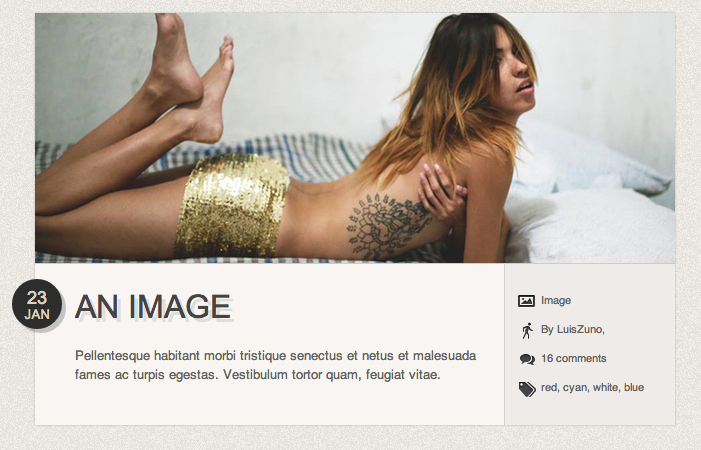 23
JAN
AN IMAGE
Pellentesque habitant morbi tristique senectus et netus et malesuada
fames ac turpis egestas. Vestibulum tortor quam, feugiat vitae.
Image
By LuisZuno,
16 comments
red, cyan, white, blue